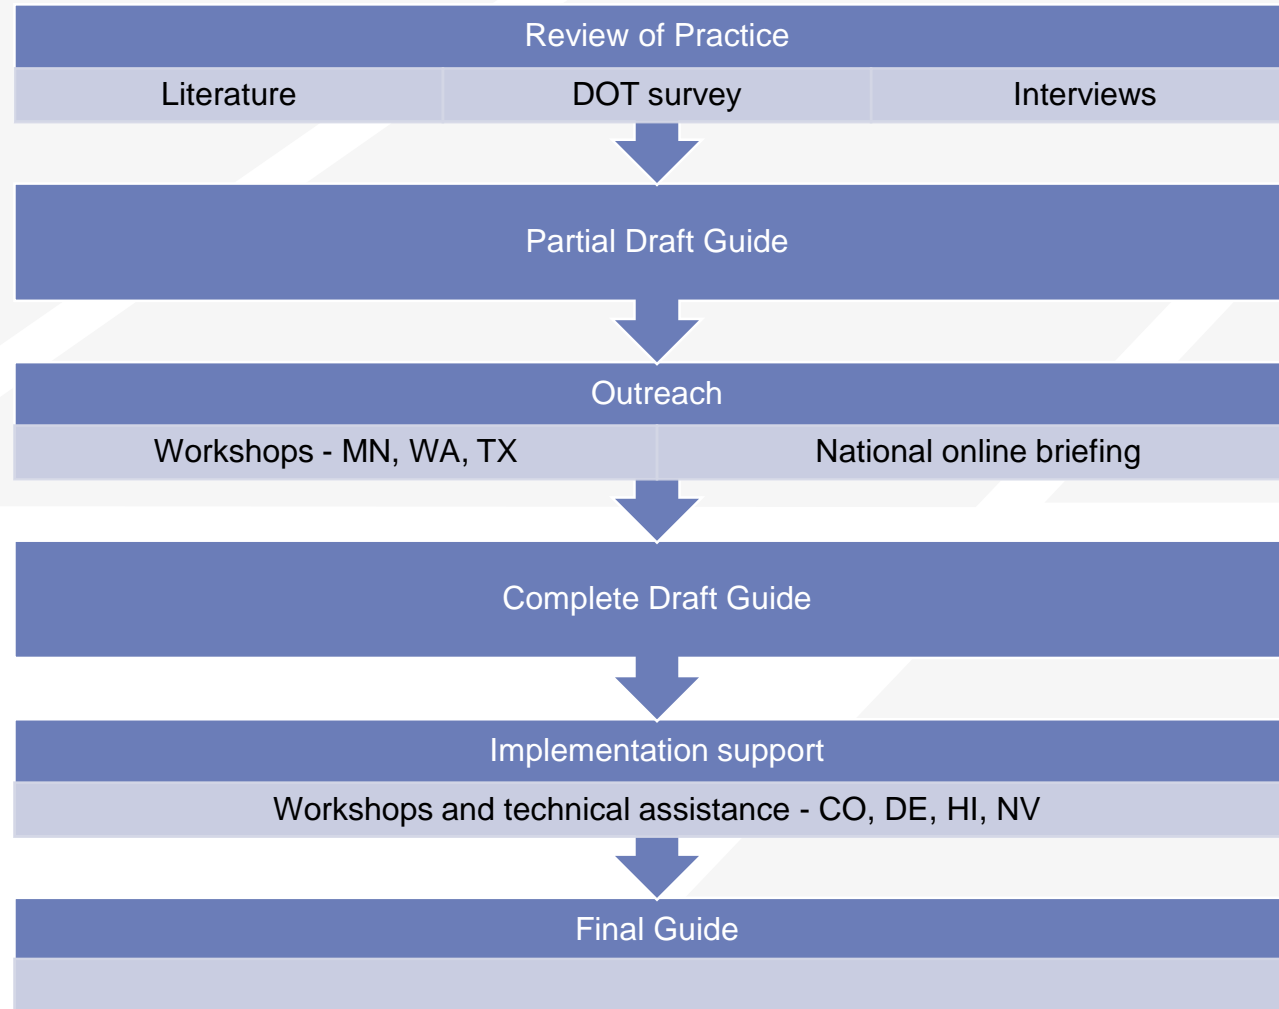 Review of Practice
Literature
DOT survey
Interviews
Partial Draft Guide
Outreach
Workshops - MN, WA, TX
National online briefing
Complete Draft Guide
Implementation support
Workshops and technical assistance - CO, DE, HI, NV
Final Guide